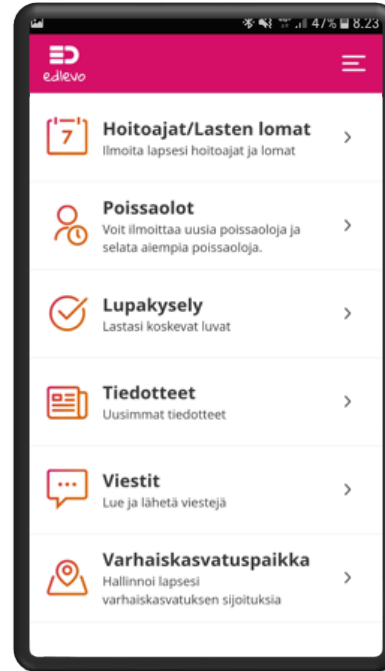 47% 8.23
edlevo
7
Hoitoajat/Lasten lomat
Ilmoita lapsesi hoitoajat ja lomat
Poissaolot
Voit ilmoittaa uusia poissaoloja ja
selata aiempia poissaoloja.
Lupakysely
Lastasi koskevat luvat
Tiedotteet
Uusimmat tiedotteet
Viestit
Lue ja lähetä viestejä
Varhaiskasvatuspaikka
Hallinnoi lapsesi
varhaiskasvatuksen sijoituksia